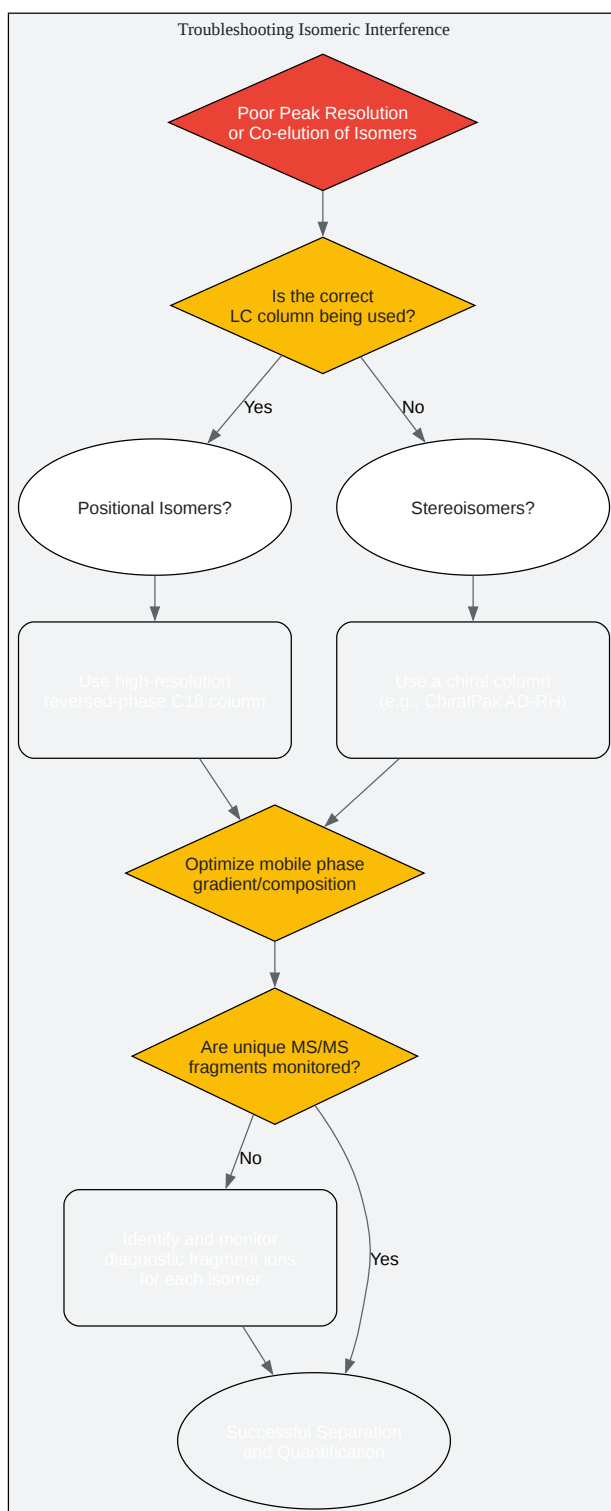 Troubleshooting Isomeric Interference
Poor Peak Resolution
or Co-elution of Isomers
Is the correct
LC column being used?
Yes
No
Positional Isomers?
Stereoisomers?
Use high-resolution
reversed-phase C18 column
Use a chiral column
(e.g., ChiralPak AD-RH)
Optimize mobile phase
gradient/composition
Are unique MS/MS
fragments monitored?
No
Identify and monitor
diagnostic fragment ions
for each isomer
Yes
Successful Separation
and Quantification